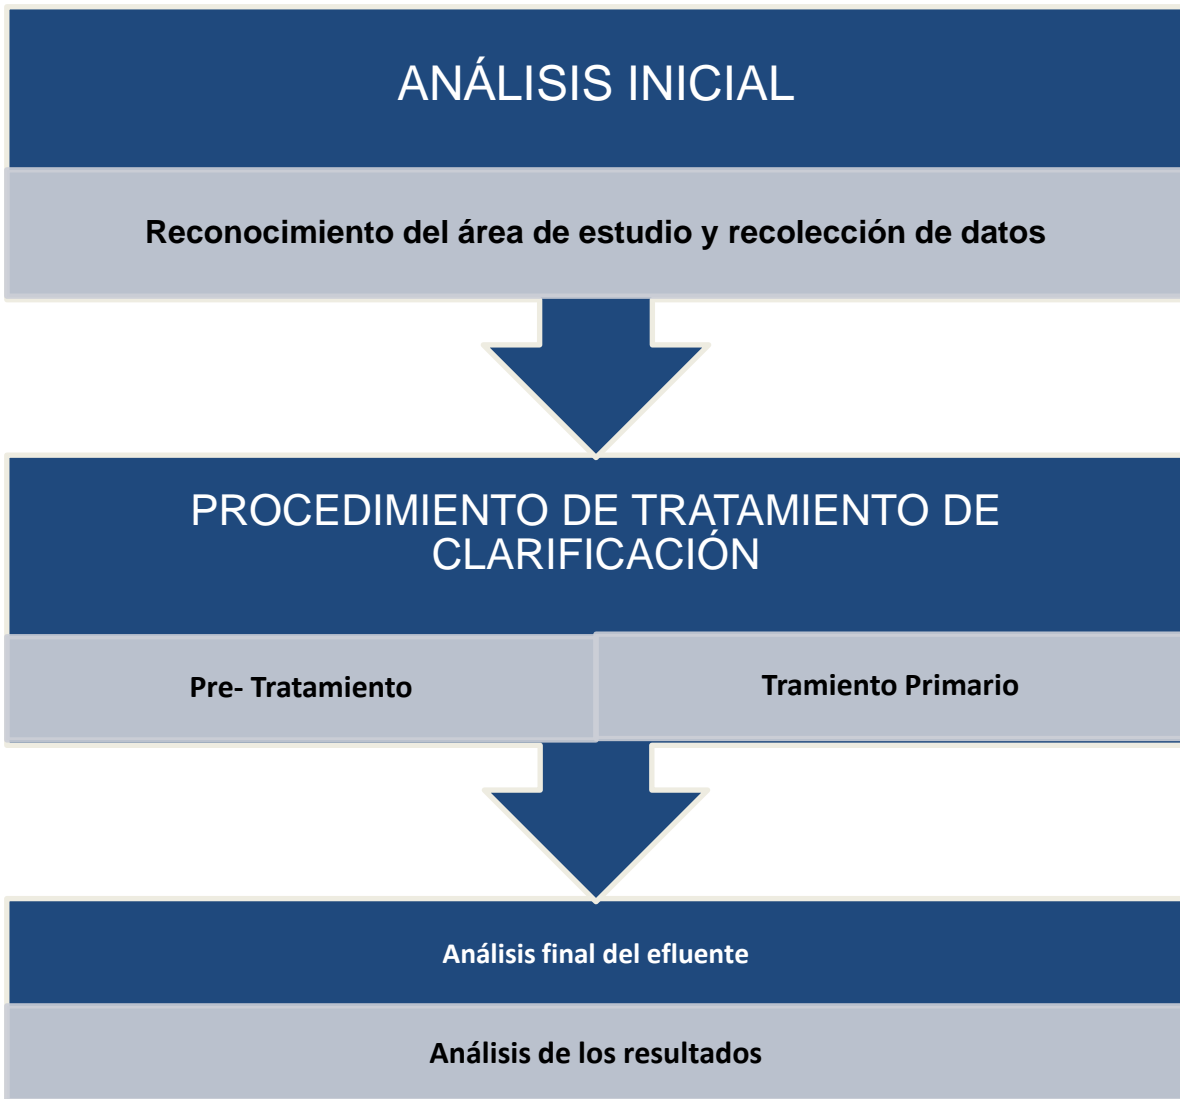 ANÁLISIS INICIAL
Reconocimiento del área de estudio y recolección de datos
PROCEDIMIENTO DE TRATAMIENTO DE
CLARIFICACIÓN
Pre- Tratamiento
Tramiento Primario
Análisis final del efluente
Análisis de los resultados